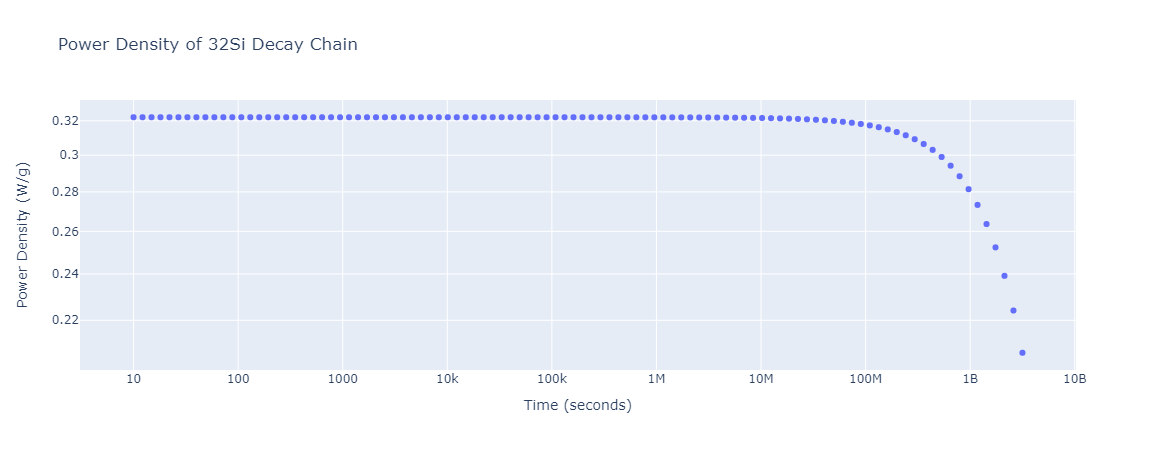 Power Density of 32Si Decay Chain
Power Density (W/g)
0.32
0.3
0.28
0.26
0.24
0.22
10 100 1000 10k 100k 1M 10M 100M 1B 10B
Time (seconds)